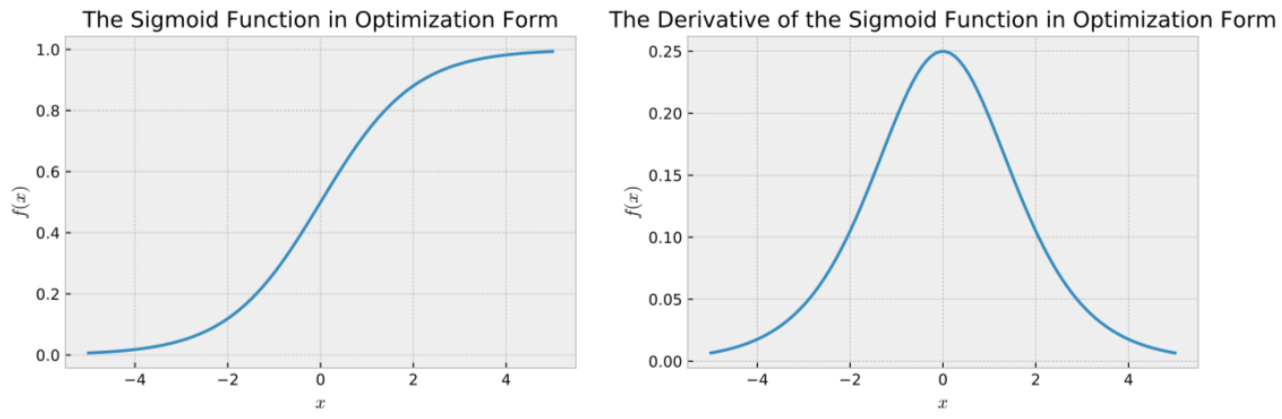 The Sigmoid Function in Optimization Form
1.0
0.8
0.6
0.4
0.2
0.0
f(x)
−4 −2 0 2 4
x
The Derivative of the Sigmoid Function in Optimization Form
0.25
0.20
0.15
0.10
0.05
0.00
f(x)
−4 −2 0 2 4
x